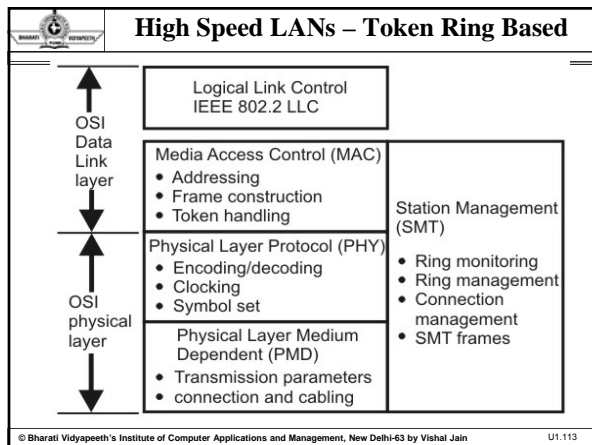 BHARATI VIDYAPEETH
High Speed LANs – Token Ring Based
OSI
Data
Link
layer
Logical Link Control
IEEE 802.2 LLC
Media Access Control (MAC)
• Addressing
• Frame construction
• Token handling
OSI
physical
layer
Physical Layer Protocol (PHY)
• Encoding/decoding
• Clocking
• Symbol set
Physical Layer Medium
Dependent (PMD)
• Transmission parameters
• connection and cabling
Station Management
(SMT)
• Ring monitoring
• Ring management
• Connection
management
• SMT frames
© Bharati Vidyapeeth's Institute of Computer Applications and Management, New Delhi-63 by Vishal Jain
U1.113